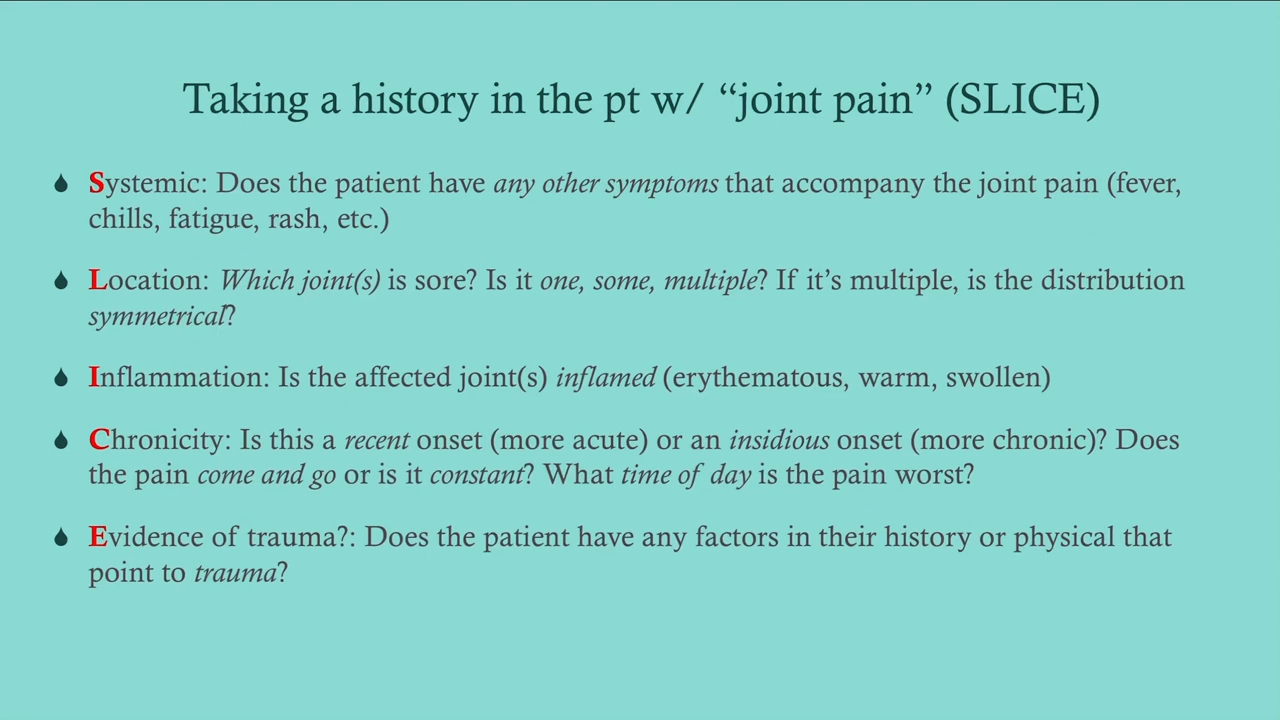 Taking a history in the pt w/ “joint pain” (SLICE)
Systemic: Does the patient have any other symptoms that accompany the joint pain (fever,
chills, fatigue, rash, etc.)
Location: Which joint(s) is sore? Is it one, some, multiple? If it’s multiple, is the distribution
symmetrical?
Inflammation: Is the affected joint(s) inflamed (erythematous, warm, swollen)
Chronicity: Is this a recent onset (more acute) or an insidious onset (more chronic)? Does
the pain come and go or is it constant? What time of day is the pain worst?
Evidence of trauma?: Does the patient have any factors in their history or physical that
point to trauma?